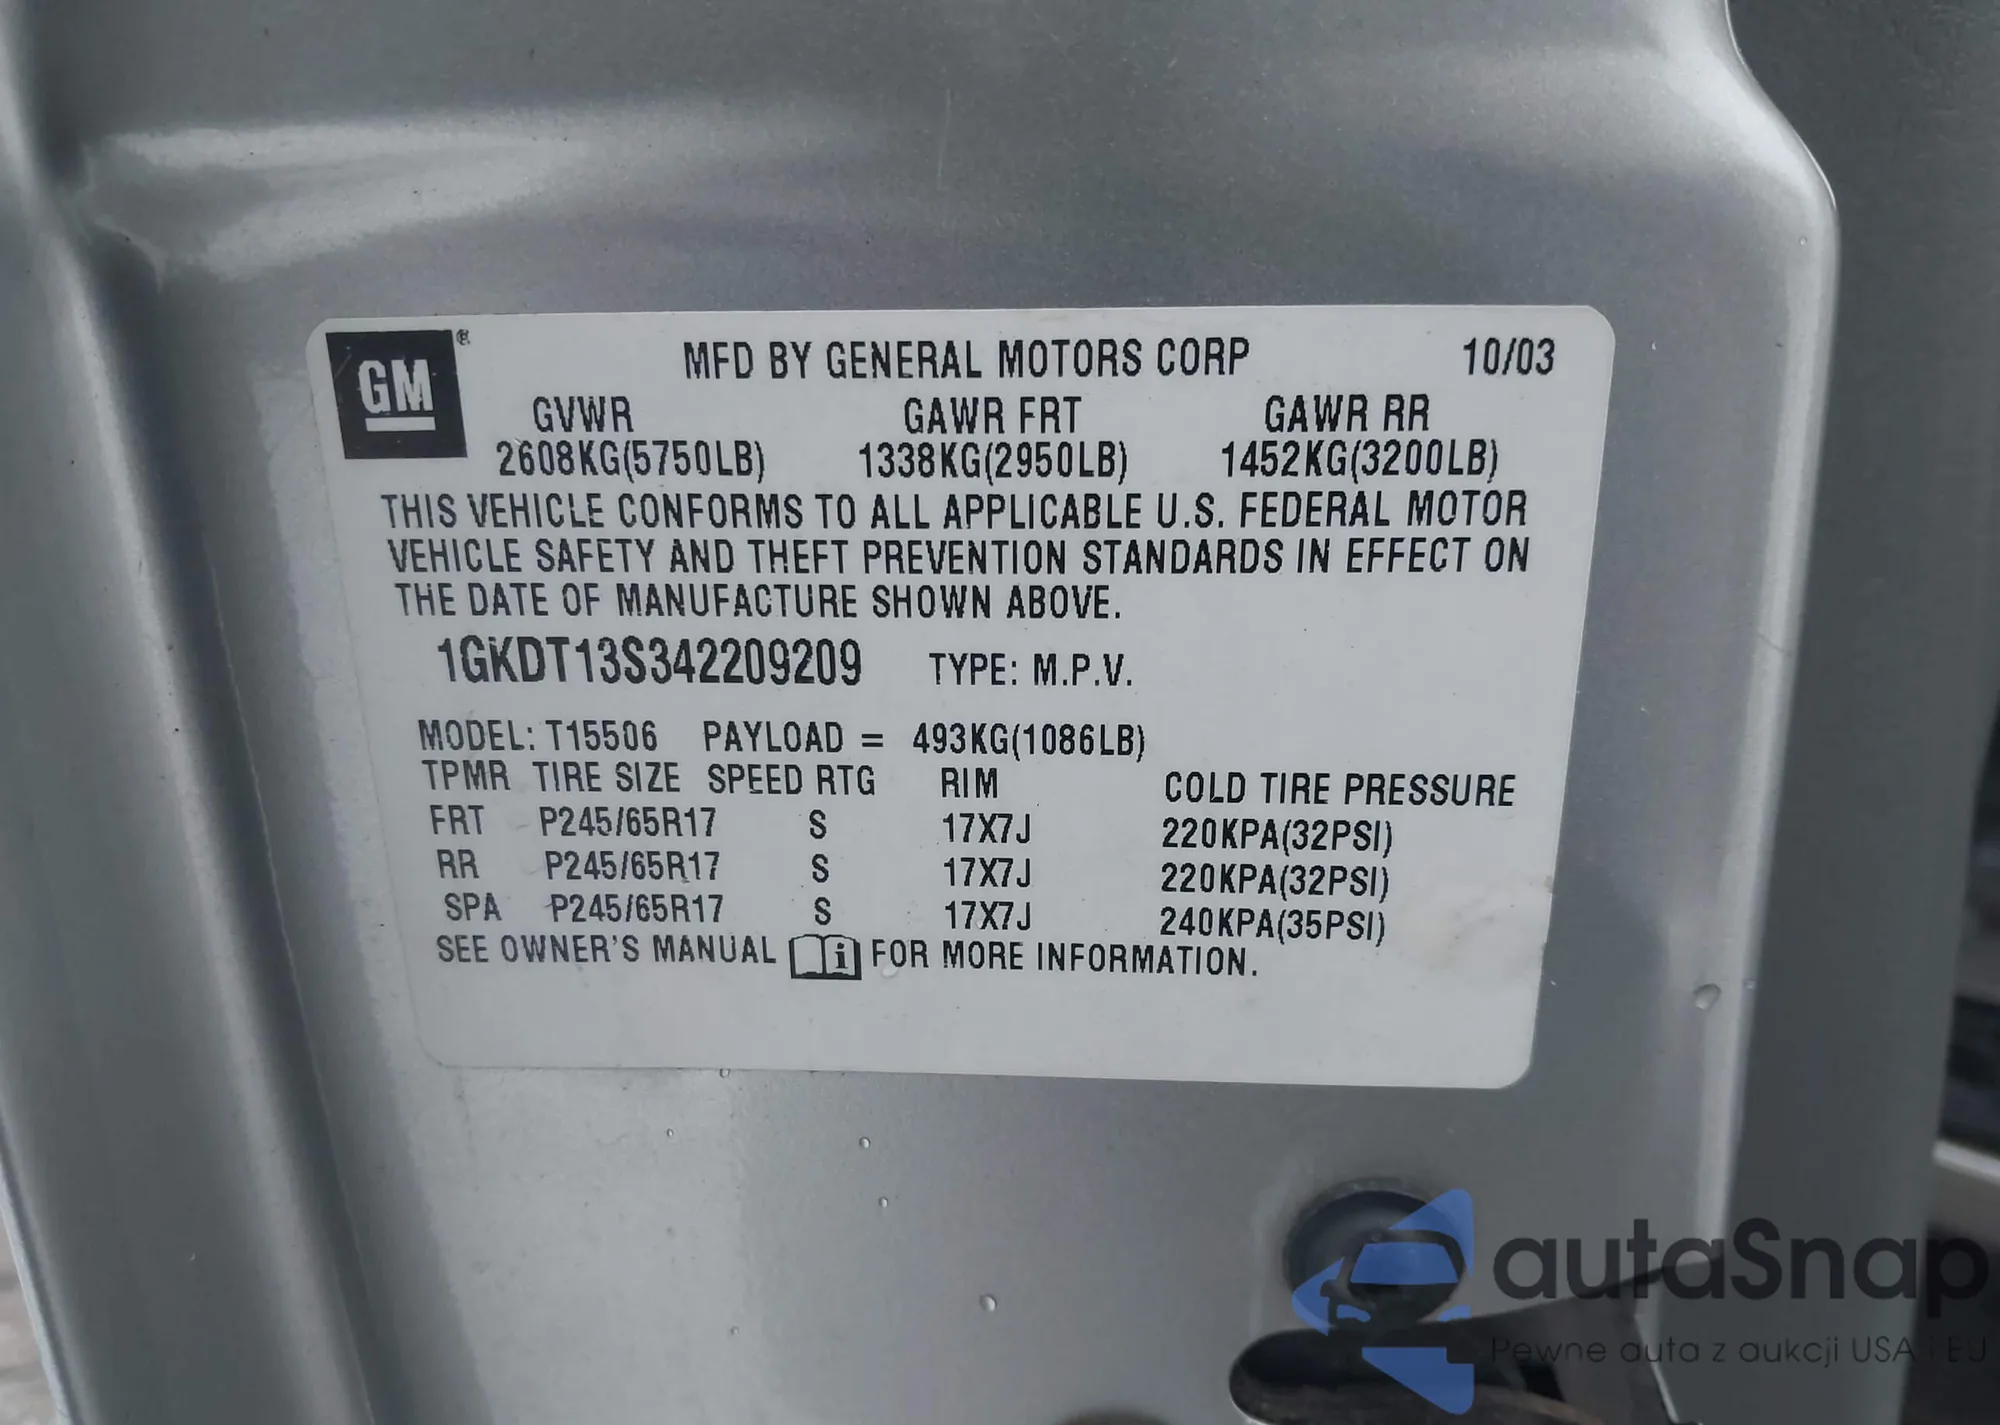 GM ®
MFD BY GENERAL MOTORS CORP 10/03
GVWR GAWR FRT GAWR RR
2608KG(5750LB) 1338KG(2950LB) 1452KG(3200LB)
THIS VEHICLE CONFORMS TO ALL APPLICABLE U.S. FEDERAL MOTOR
VEHICLE SAFETY AND THEFT PREVENTION STANDARDS IN EFFECT ON
THE DATE OF MANUFACTURE SHOWN ABOVE.
1GKDT13S342209209 TYPE: M.P.V.
MODEL: T15506 PAYLOAD = 493KG(1086LB)
TPMR TIRE SIZE SPEED RTG RIM COLD TIRE PRESSURE
FRT P245/65R17 S 17X7J 220KPA(32PSI)
RR P245/65R17 S 17X7J 220KPA(32PSI)
SPA P245/65R17 S 17X7J 240KPA(35PSI)
SEE OWNER'S MANUAL i FOR MORE INFORMATION.
autaSnap
Pewne auta z aukcji USA i EU